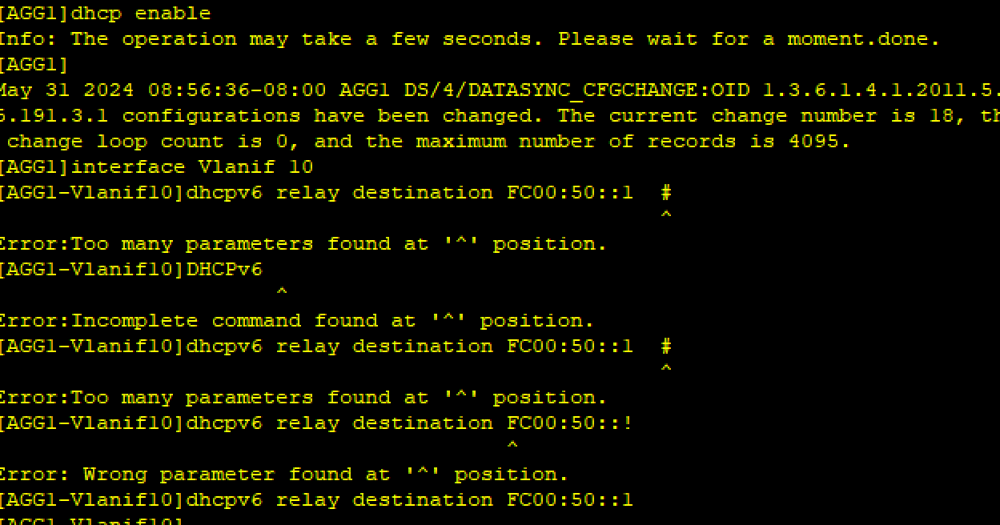 [AGG1]dhcp enable
Info: The operation may take a few seconds. Please wait for a moment.done.
[AGG1]
May 31 2024 08:56:36-08:00 AGG1 DS/4/DATASYNC_CFGCHANGE:OID 1.3.6.1.4.1.2011.5.
6.191.3.1 configurations have been changed. The current change number is 18, th
change loop count is 0, and the maximum number of records is 4095.
[AGG1]interface Vlanif 10
[AGG1-Vlanif10]dhcpv6 relay destination FC00:50::1  #
^
Error:Too many parameters found at '^' position.
[AGG1-Vlanif10]DHCPv6
^
Error:Incomplete command found at '^' position.
[AGG1-Vlanif10]dhcpv6 relay destination FC00:50::1  #
^
Error:Too many parameters found at '^' position.
[AGG1-Vlanif10]dhcpv6 relay destination FC00:50::!
^
Error: Wrong parameter found at '^' position.
[AGG1-Vlanif10]dhcpv6 relay destination FC00:50::1
[AGG1-Vlanif10]